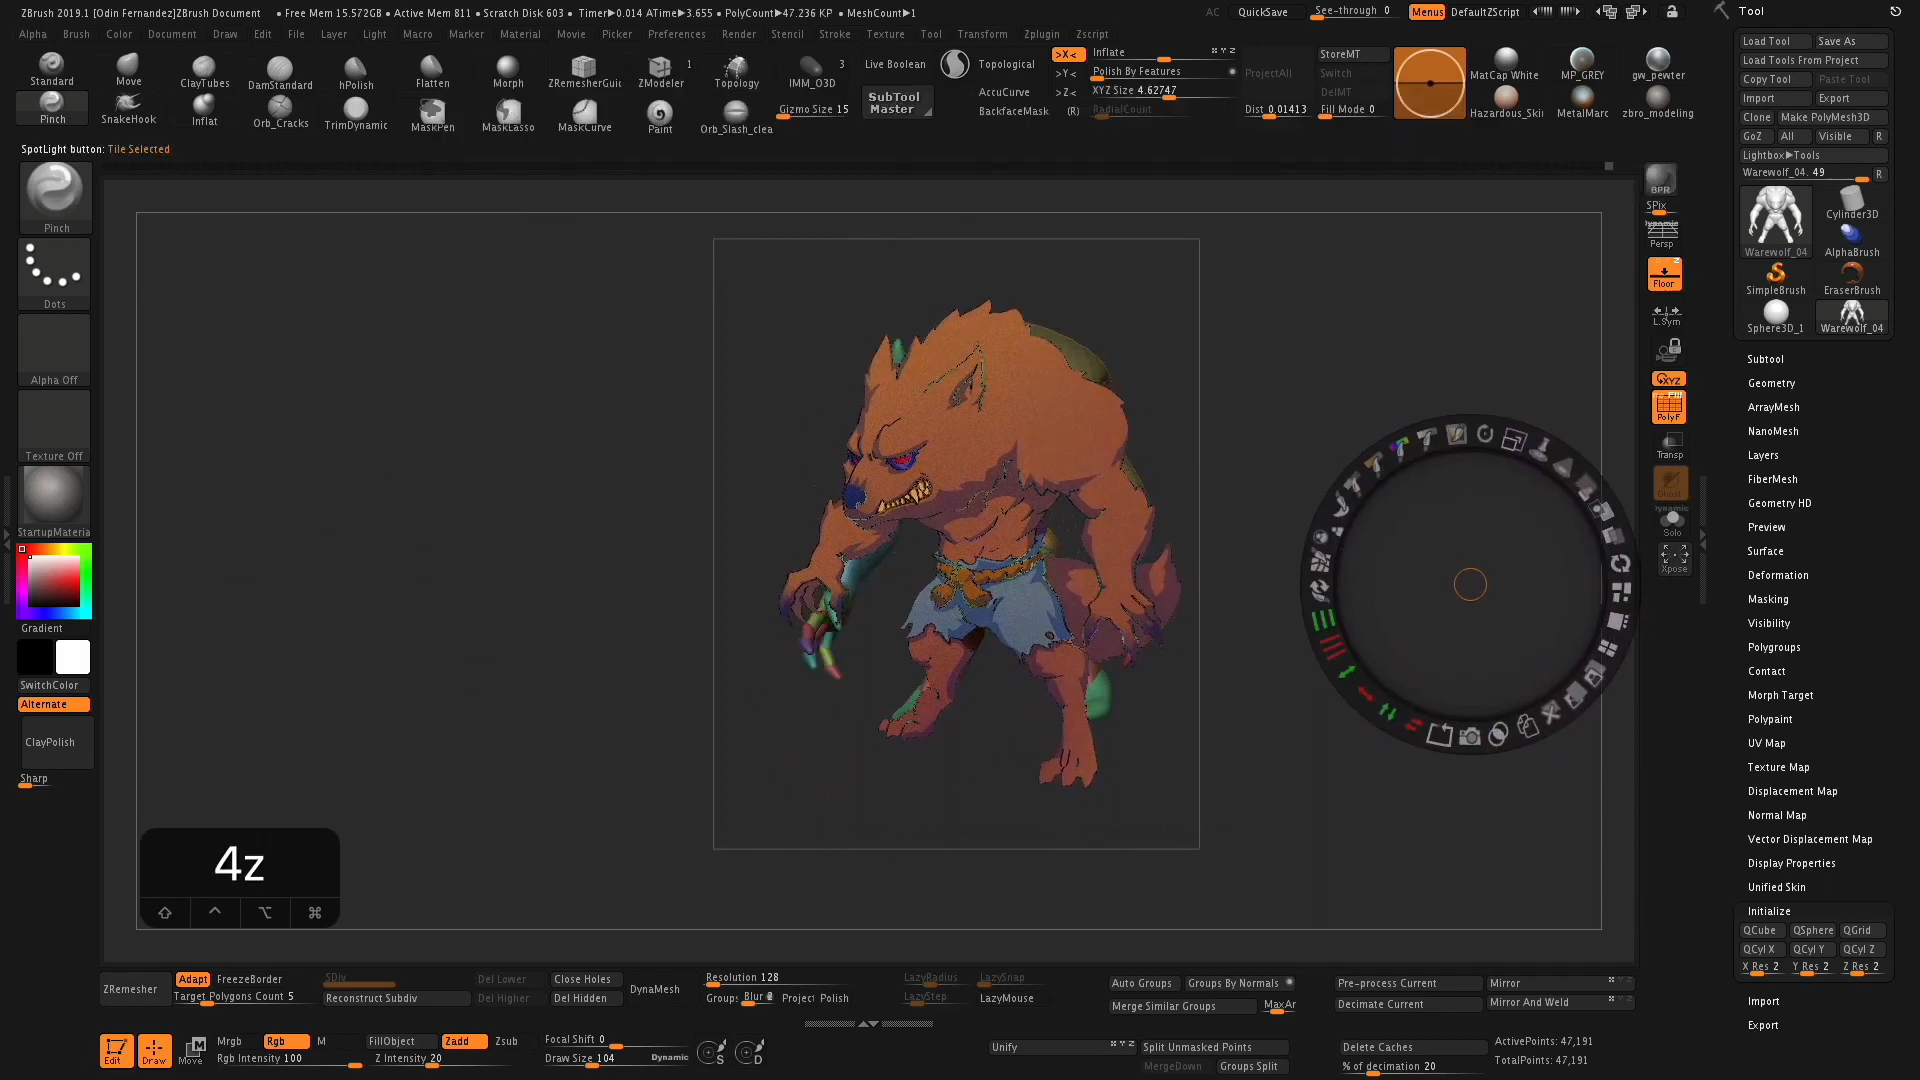 ZBrush 2019.1 [Odin Fernandez]ZBrush Document
• Free Mem 15.572GB • Active Mem 811 • Scratch Disk 603 • Timer▶0.014 ATime▶3.655 • PolyCount▶47.236 KP • MeshCount▶1
AC
QuickSave
See-through 0
Menus
DefaultZScript
Tool
Alpha Brush Color Document Draw Edit File Layer Light Macro Marker Material Movie Picker Preferences Render Stencil Stroke Texture Tool Transform Zplugin Zscript
Load Tool Save As
Load Tools From Project
Copy Tool Paste Tool
Import Export
Clone Make PolyMesh3D
GoZ All Visible R
Lightbox▶Tools
Warewolf_04. 49 R
Warewolf_04
Cylinder3D
AlphaBrush
SimpleBrush EraserBrush
Sphere3D_1 Warewolf_04
Standard Move ClayTubes DamStandard hPolish Flatten Morph ZRemesherGuid ZModeler 1 Topology IMM_O3D 3
Pinch SnakeHook Inflat Orb_Cracks TrimDynamic MaskPen MaskLasso MaskCurve Paint Orb_Slash_clea
Gizmo Size 15
Live Boolean
SubTool
Master
Topological
AccuCurve
BackfaceMask
>X<
>Y<
>Z<
(R)
Inflate
Polish By Features
XYZ Size 4.62747
RadialCount
ProjectAll
Dist 0.01413
StoreMT
Switch
DelMT
Fill Mode 0
MatCap White MP_GREY gw_pewter
Hazardous_Skin MetalMarc zbro_modeling
SpotLight button: Tile Selected
Pinch
Dots
Alpha Off
Texture Off
StartupMateria
Gradient
SwitchColor
Alternate
ClayPolish
Sharp
4z
BPR
SPix
Dynamic
Persp
Floor
L.Sym
XYZ
PolyF
Transp
Ghost
Dynamic
Solo
Xpose
Subtool
Geometry
ArrayMesh
NanoMesh
Layers
FiberMesh
Geometry HD
Preview
Surface
Deformation
Masking
Visibility
Polygroups
Contact
Morph Target
Polypaint
UV Map
Texture Map
Displacement Map
Normal Map
Vector Displacement Map
Display Properties
Unified Skin
Initialize
QCube QSphere QGrid
QCyl X QCyl Y QCyl Z
X Res 2 Y Res 2 Z Res 2
Import
Export
ZRemesher
Adapt FreezeBorder
Target Polygons Count 5
SDiv
Reconstruct Subdiv
Del Lower
Del Higher
Close Holes
Del Hidden
DynaMesh
Resolution 128
Groups Blur Project Polish
LazyRadius LazySnap
LazyStep LazyMouse
Auto Groups Groups By Normals
Merge Similar Groups MaxAr
Pre-process Current
Decimate Current
Mirror
Mirror And Weld
Edit
Draw
Move
Mrgb Rgb M
Rgb Intensity 100
FillObject Zadd Zsub
Z Intensity 20
Focal Shift 0
Draw Size 104 Dynamic
S
D
Unify
Split Unmasked Points
MergeDown Groups Split
Delete Caches
% of decimation 20
ActivePoints: 47,191
TotalPoints: 47,191